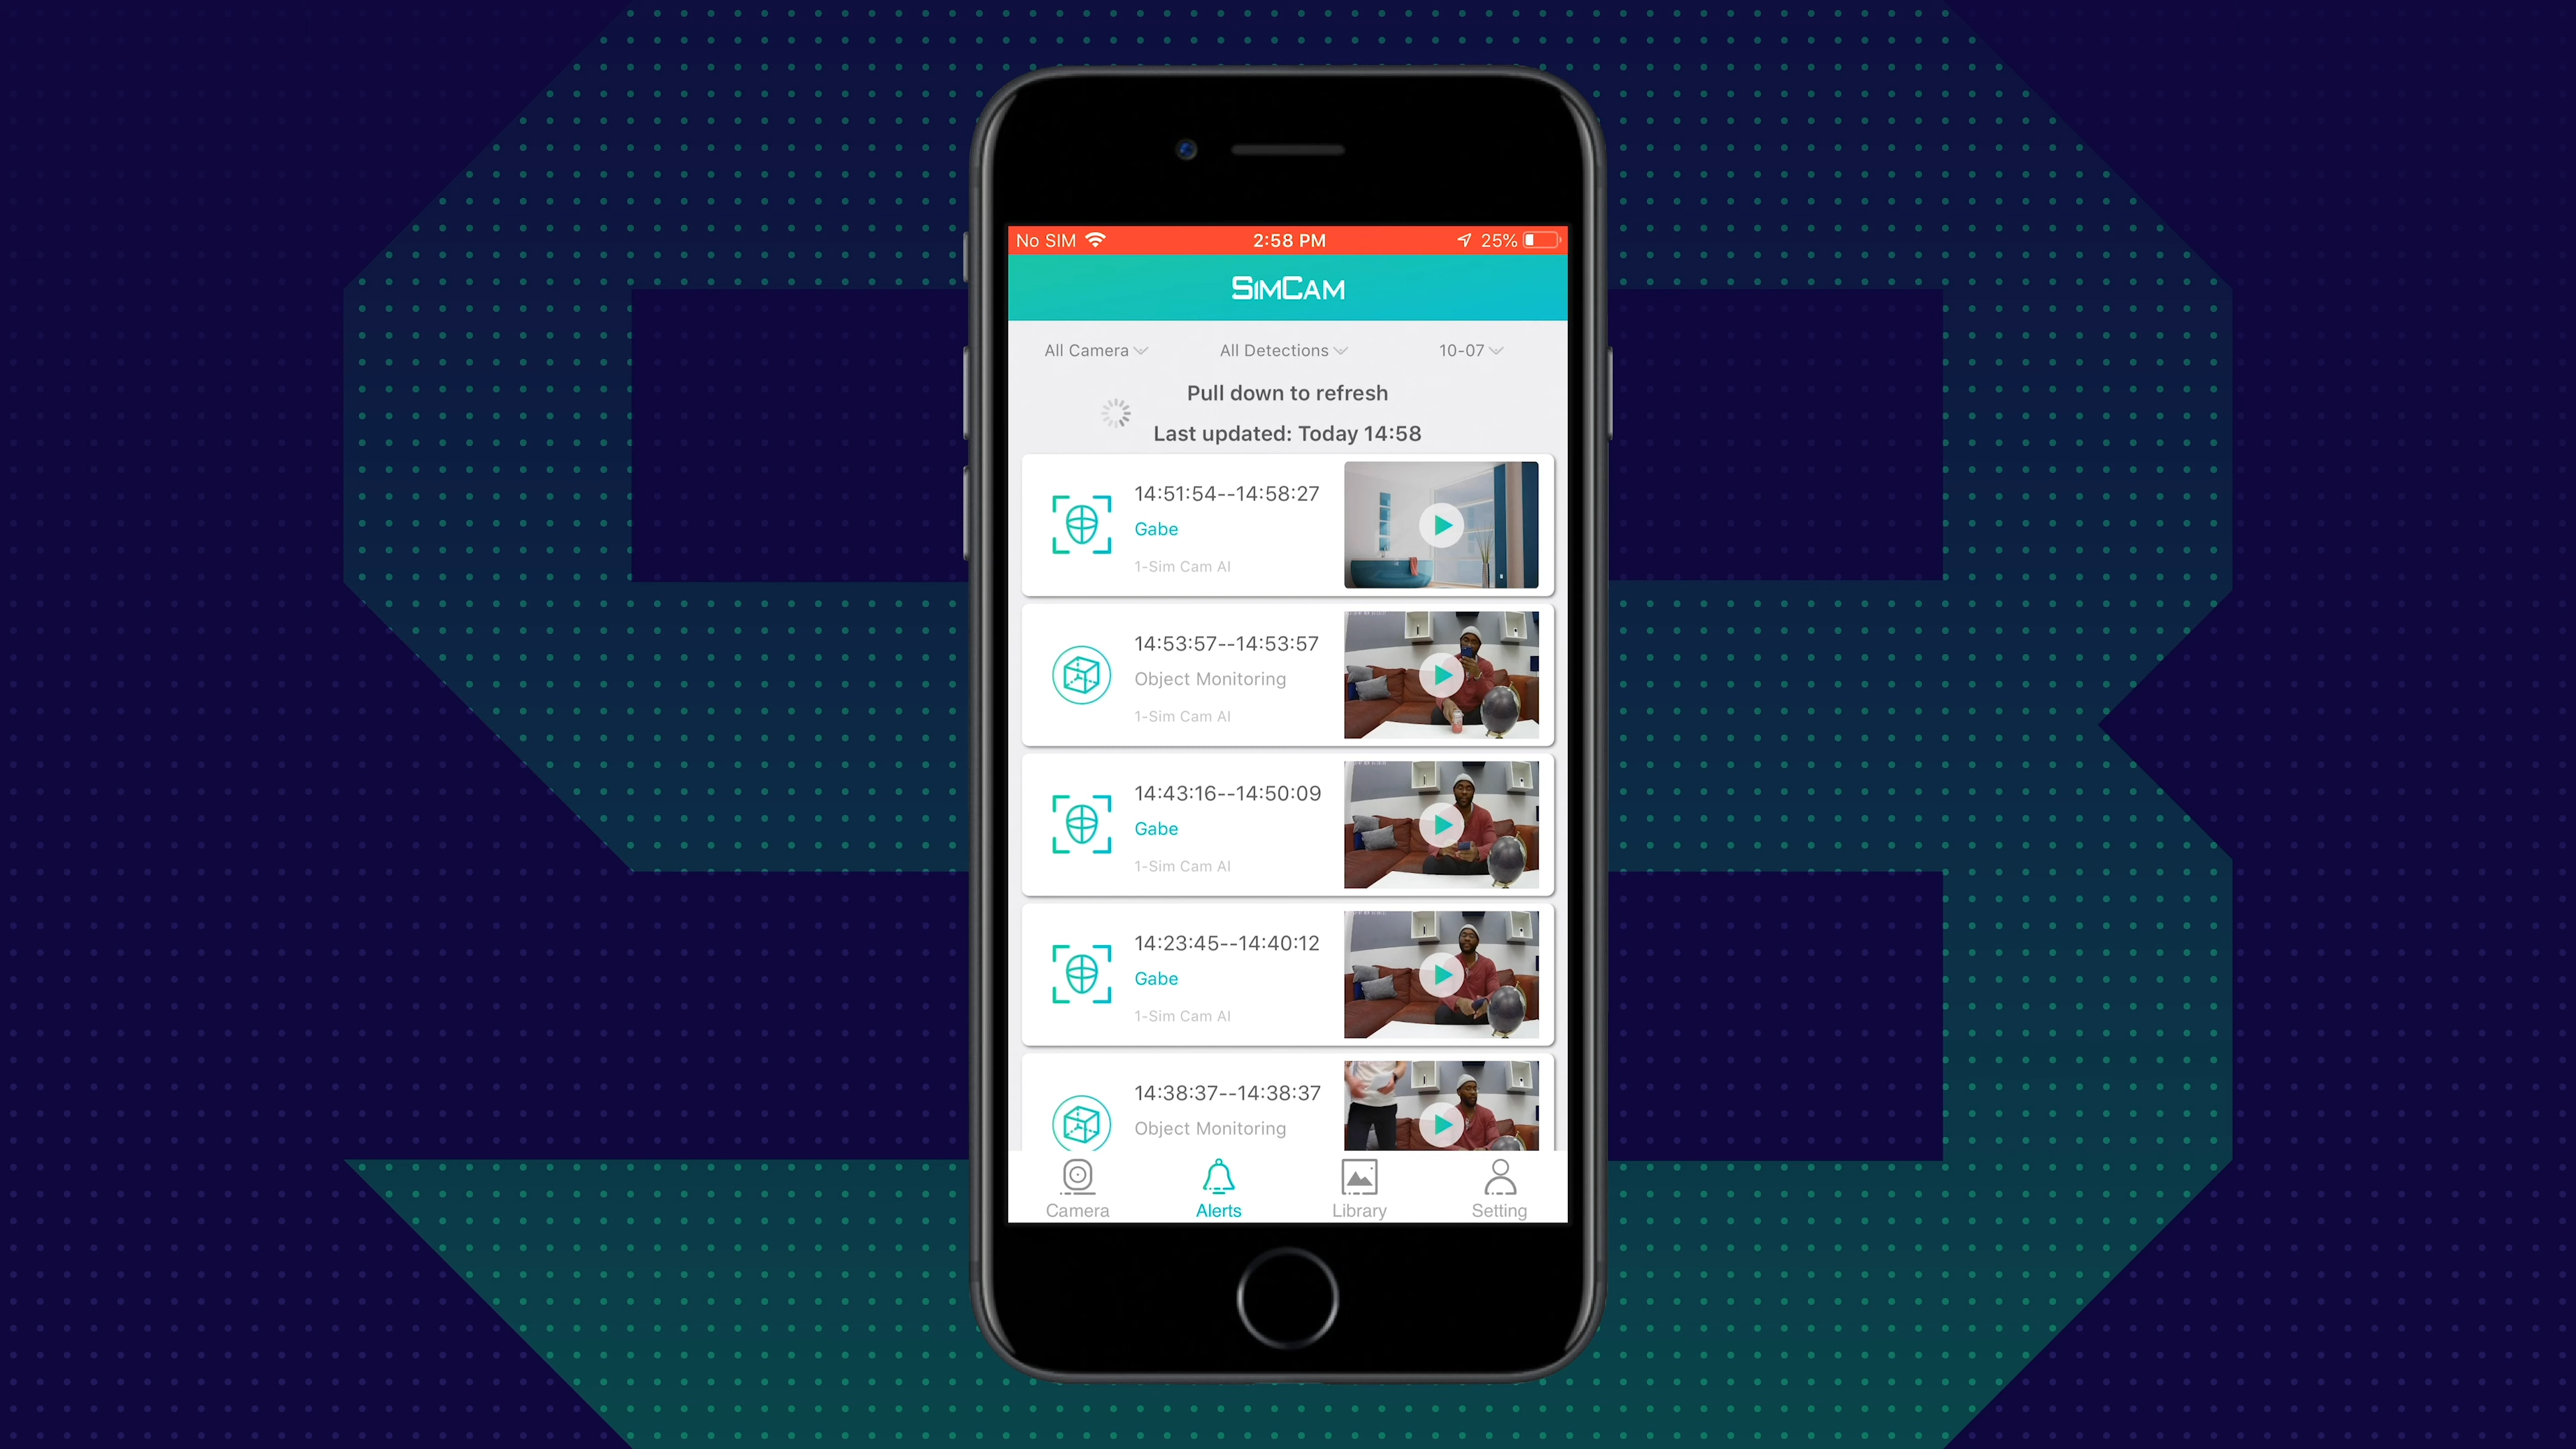 No SIM 2:58 PM 25%
SIMCAM
All Camera All Detections 10-07
Pull down to refresh
Last updated: Today 14:58
14:51:54--14:58:27
Gabe
1-Sim Cam AI
14:53:57--14:53:57
Object Monitoring
1-Sim Cam AI
14:43:16--14:50:09
Gabe
1-Sim Cam AI
14:23:45--14:40:12
Gabe
1-Sim Cam AI
14:38:37--14:38:37
Object Monitoring
Camera Alerts Library Setting